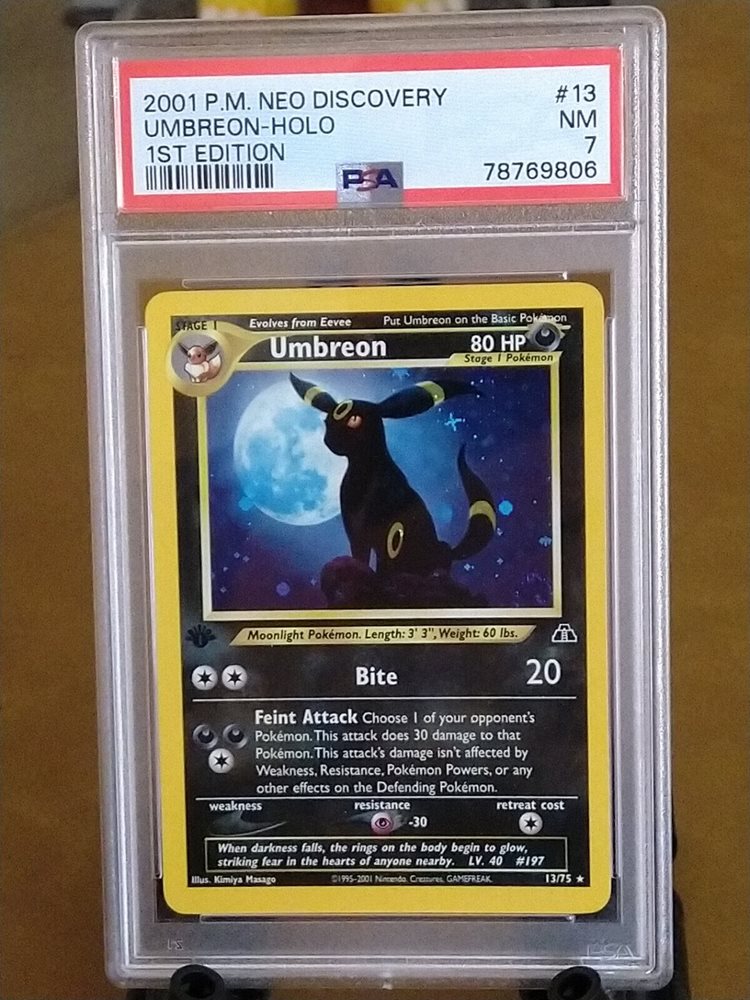 2001 P.M. NEO DISCOVERY #13
UMBREON-HOLO NM
1ST EDITION 7
PSA 78769806
STAGE 1 Evolves from Eevee Put Umbreon on the Basic Pokémon
Umbreon 80 HP
Stage 1 Pokémon
Moonlight Pokémon. Length: 3' 3", Weight: 60 lbs.
Bite 20
Feint Attack Choose 1 of your opponent's
Pokémon. This attack does 30 damage to that
Pokémon. This attack's damage isn't affected by
Weakness, Resistance, Pokémon Powers, or any
other effects on the Defending Pokémon.
weakness resistance retreat cost
-30
When darkness falls, the rings on the body begin to glow,
striking fear in the hearts of anyone nearby. LV. 40 #197
Illus. Kimiya Masago ©1995-2001 Nintendo, Creatures, GAMEFREAK. 13/75 ★
PSA